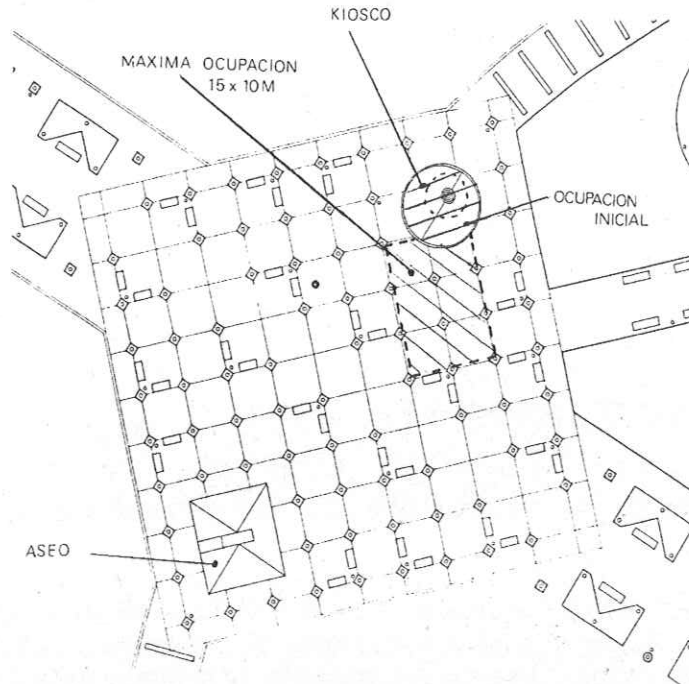 KIOSCO
MAXIMA OCUPACION
15 x 10 M
OCUPACION
INICIAL
ASEO